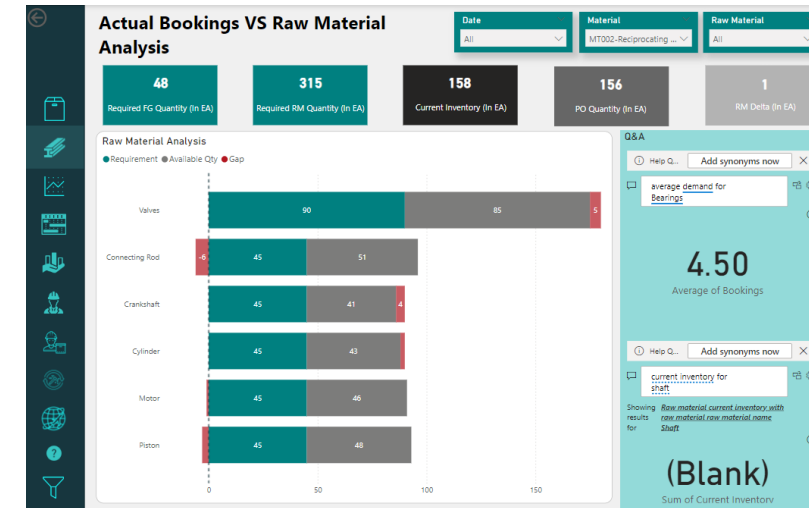 Actual Bookings VS Raw Material
Analysis
Date
All
Material
MT002-Reciprocating ...
Raw Material
All
48
Required FG Quantity (In EA)
315
Required RM Quantity (In EA)
158
Current Inventory (In EA)
156
PO Quantity (In EA)
1
RM Delta (In EA)
Raw Material Analysis
Requirement Available Qty Gap
Valves 90 85 5
Connecting Rod -6 45 51
Crankshaft 45 41 4
Cylinder 45 43
Motor 45 46
Piston 45 48
0 50 100 150
Q&A
Help Q... Add synonyms now
average demand for
Bearings
4.50
Average of Bookings
Help Q... Add synonyms now
current inventory for
shaft
Showing results for Raw material current inventory with raw material raw material name Shaft
(Blank)
Sum of Current Inventory